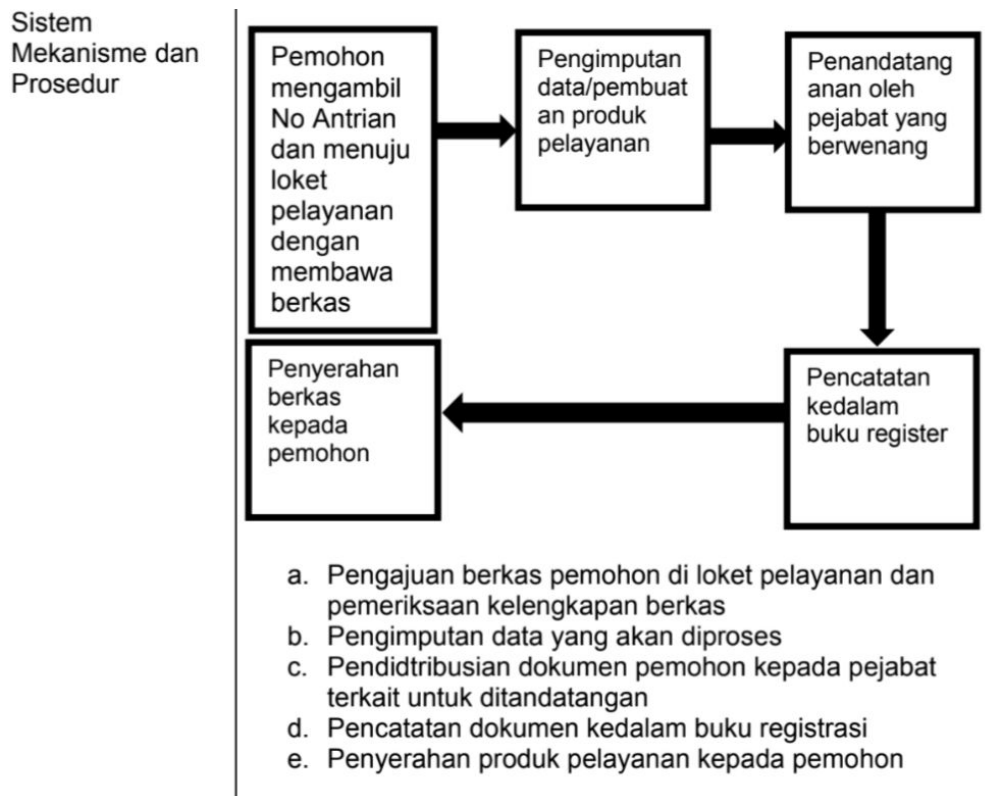 Sistem
Mekanisme dan
Prosedur
Pemohon
mengambil
No Antrian
dan menuju
loket
pelayanan
dengan
membawa
berkas
Pengimputan
data/pembuat
an produk
pelayanan
Penandatang
anan oleh
pejabat yang
berwenang
Pencatatan
kedalam
buku register
Penyerahan
berkas
kepada
pemohon
a. Pengajuan berkas pemohon di loket pelayanan dan
pemeriksaan kelengkapan berkas
b. Pengimputan data yang akan diproses
c. Pendidtribusian dokumen pemohon kepada pejabat
terkait untuk ditandatangan
d. Pencatatan dokumen kedalam buku registrasi
e. Penyerahan produk pelayanan kepada pemohon